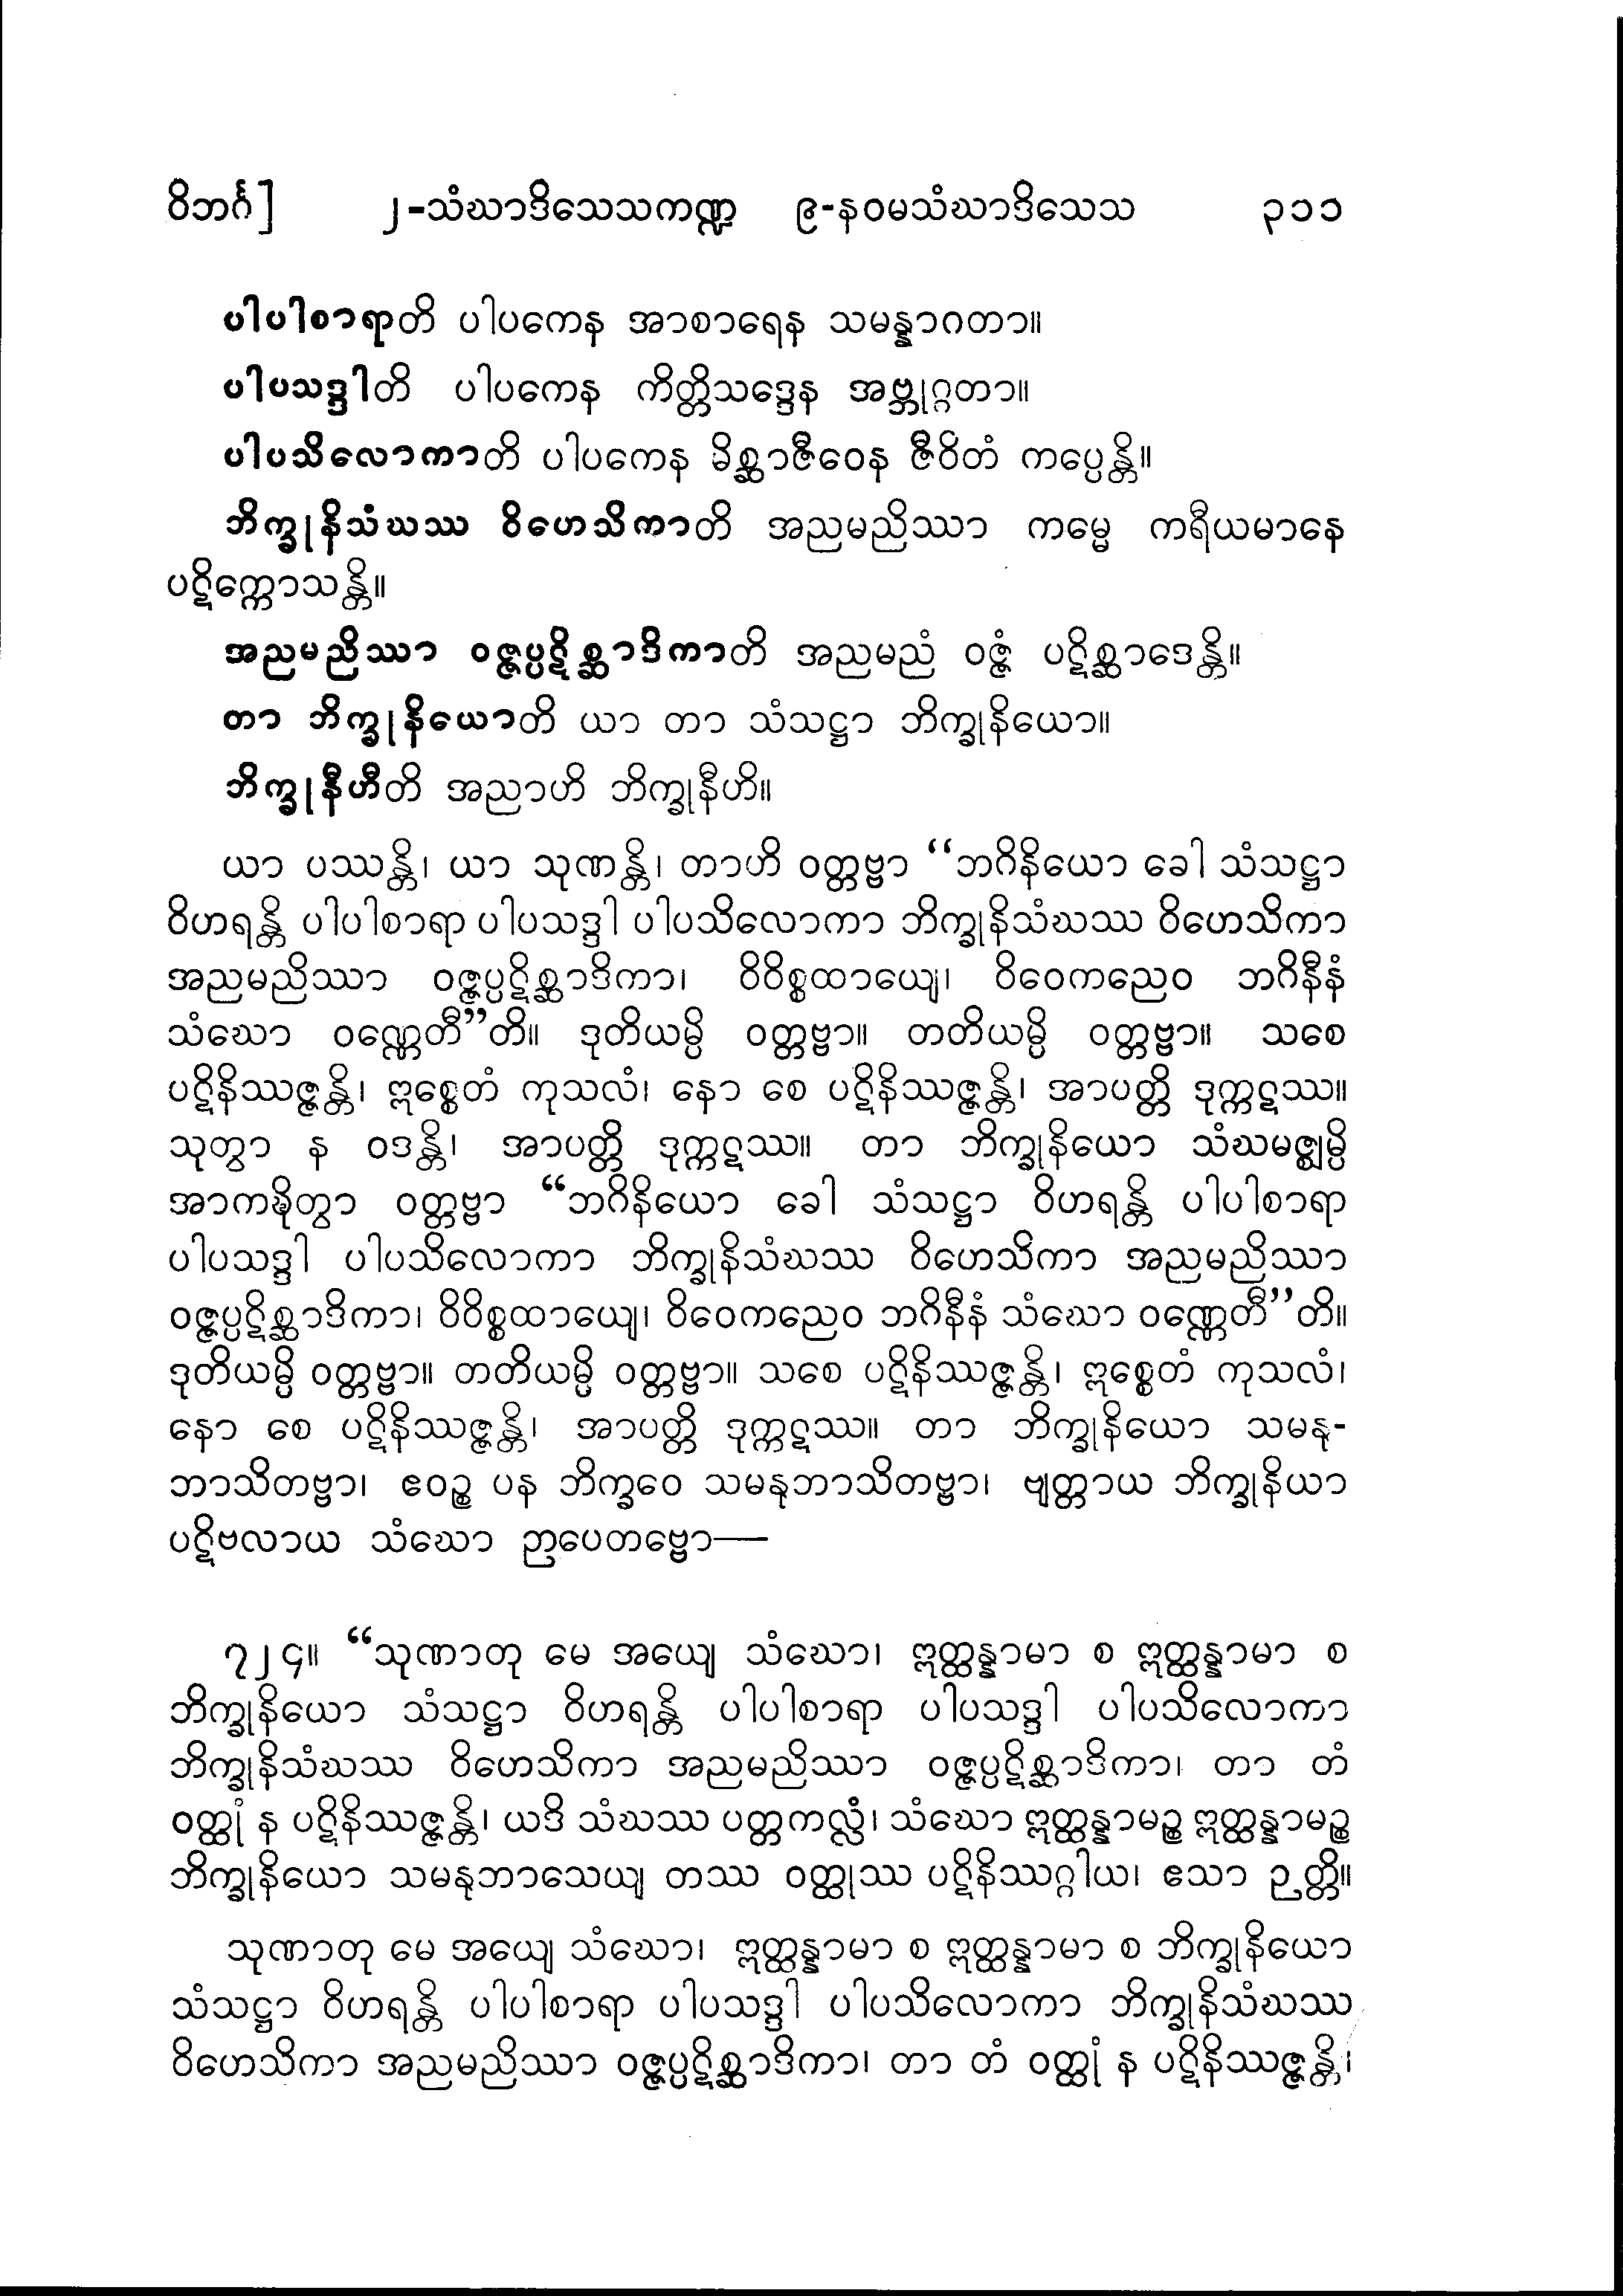 ဝိဘင်္ဂ] ၂-သံဃာဒိသေသကဏ္ဍ ၉-နဝမသံဃာဒိသေသ ၃၁၁
ပါပါစာရာတိ ပါပကေန အာစာရေန သမန္နာဂတာ။
ပါပသဒ္ဒါတိ ပါပကေန ကိတ္တိသဒ္ဒေန အဗ္ဘုဂ္ဂတာ။
ပါပသိလောကာတိ ပါပကေန မိစ္ဆာဇီဝေန ဇီဝိတံ ကပ္ပေန္တိ။
ဘိက္ခုနိသံဃဿ ဝိဟေသိကာတိ အညမညိဿာ ကမ္မေ ကရီယမာနေ
ပဋိက္ကောသန္တိ။
အညမညိဿာ ဝဇ္ဇပ္ပဋိစ္ဆာဒိကာတိ အညမညံ ဝဇ္ဇံ ပဋိစ္ဆာဒေန္တိ။
တာ ဘိက္ခုနိယောတိ ယာ တာ သံသဋ္ဌာ ဘိက္ခုနိယော။
ဘိက္ခုနီဟီတိ အညာဟိ ဘိက္ခုနီဟိ။
ယာ ပဿန္တိ၊ ယာ သုဏန္တိ၊ တာဟိ ဝတ္တဗ္ဗာ “ဘဂိနိယော ခေါ သံသဋ္ဌာ
ဝိဟရန္တိ ပါပါစာရာ ပါပသဒ္ဒါ ပါပသိလောကာ ဘိက္ခုနိသံဃဿ ဝိဟေသိကာ
အညမညိဿာ ဝဇ္ဇပ္ပဋိစ္ဆာဒိကာ၊ ဝိဝိစ္စထာယျေ၊ ဝိဝေကညေဝ ဘဂိနီနံ
သံဃော ဝဏ္ဏေတီ”တိ။ ဒုတိယမ္ပိ ဝတ္တဗ္ဗာ။ တတိယမ္ပိ ဝတ္တဗ္ဗာ။ သစေ
ပဋိနိဿဇ္ဇန္တိ၊ ဣစ္စေတံ ကုသလံ၊ နော စေ ပဋိနိဿဇ္ဇန္တိ၊ အာပတ္တိ ဒုက္ကဋဿ။
သုတွာ န ဝဒန္တိ၊ အာပတ္တိ ဒုက္ကဋဿ။ တာ ဘိက္ခုနိယော သံဃမဇ္ဈမ္ပိ
အာကဍ္ဎိတွာ ဝတ္တဗ္ဗာ “ဘဂိနိယော ခေါ သံသဋ္ဌာ ဝိဟရန္တိ ပါပါစာရာ
ပါပသဒ္ဒါ ပါပသိလောကာ ဘိက္ခုနိသံဃဿ ဝိဟေသိကာ အညမညိဿာ
ဝဇ္ဇပ္ပဋိစ္ဆာဒိကာ၊ ဝိဝိစ္စထာယျေ၊ ဝိဝေကညေဝ ဘဂိနီနံ သံဃော ဝဏ္ဏေတီ”တိ။
ဒုတိယမ္ပိ ဝတ္တဗ္ဗာ။ တတိယမ္ပိ ဝတ္တဗ္ဗာ။ သစေ ပဋိနိဿဇ္ဇန္တိ၊ ဣစ္စေတံ ကုသလံ၊
နော စေ ပဋိနိဿဇ္ဇန္တိ၊ အာပတ္တိ ဒုက္ကဋဿ။ တာ ဘိက္ခုနိယော သမနု-
ဘာသိတဗ္ဗာ၊ ဧဝဉ္စ ပန ဘိက္ခဝေ သမနုဘာသိတဗ္ဗာ၊ ဗျတ္တာယ ဘိက္ခုနိယာ
ပဋိဗလာယ သံဃော ဉာပေတဗ္ဗော—
၇၂၄။ “သုဏာတု မေ အယျေ သံဃော၊ ဣတ္ထန္နာမာ စ ဣတ္ထန္နာမာ စ
ဘိက္ခုနိယော သံသဋ္ဌာ ဝိဟရန္တိ ပါပါစာရာ ပါပသဒ္ဒါ ပါပသိလောကာ
ဘိက္ခုနိသံဃဿ ဝိဟေသိကာ အညမညိဿာ ဝဇ္ဇပ္ပဋိစ္ဆာဒိကာ၊ တာ တံ
ဝတ္ထုံ န ပဋိနိဿဇ္ဇန္တိ၊ ယဒိ သံဃဿ ပတ္တကလ္လံ၊ သံဃော ဣတ္ထန္နာမဉ္စ ဣတ္ထန္နာမဉ္စ
ဘိက္ခုနိယော သမနုဘာသေယျ တဿ ဝတ္ထုဿ ပဋိနိဿဂ္ဂါယ၊ ဧသာ ဉတ္တိ။
သုဏာတု မေ အယျေ သံဃော၊ ဣတ္ထန္နာမာ စ ဣတ္ထန္နာမာ စ ဘိက္ခုနိယော
သံသဋ္ဌာ ဝိဟရန္တိ ပါပါစာရာ ပါပသဒ္ဒါ ပါပသိလောကာ ဘိက္ခုနိသံဃဿ
ဝိဟေသိကာ အညမညိဿာ ဝဇ္ဇပ္ပဋိစ္ဆာဒိကာ၊ တာ တံ ဝတ္ထုံ န ပဋိနိဿဇ္ဇန္တိ၊